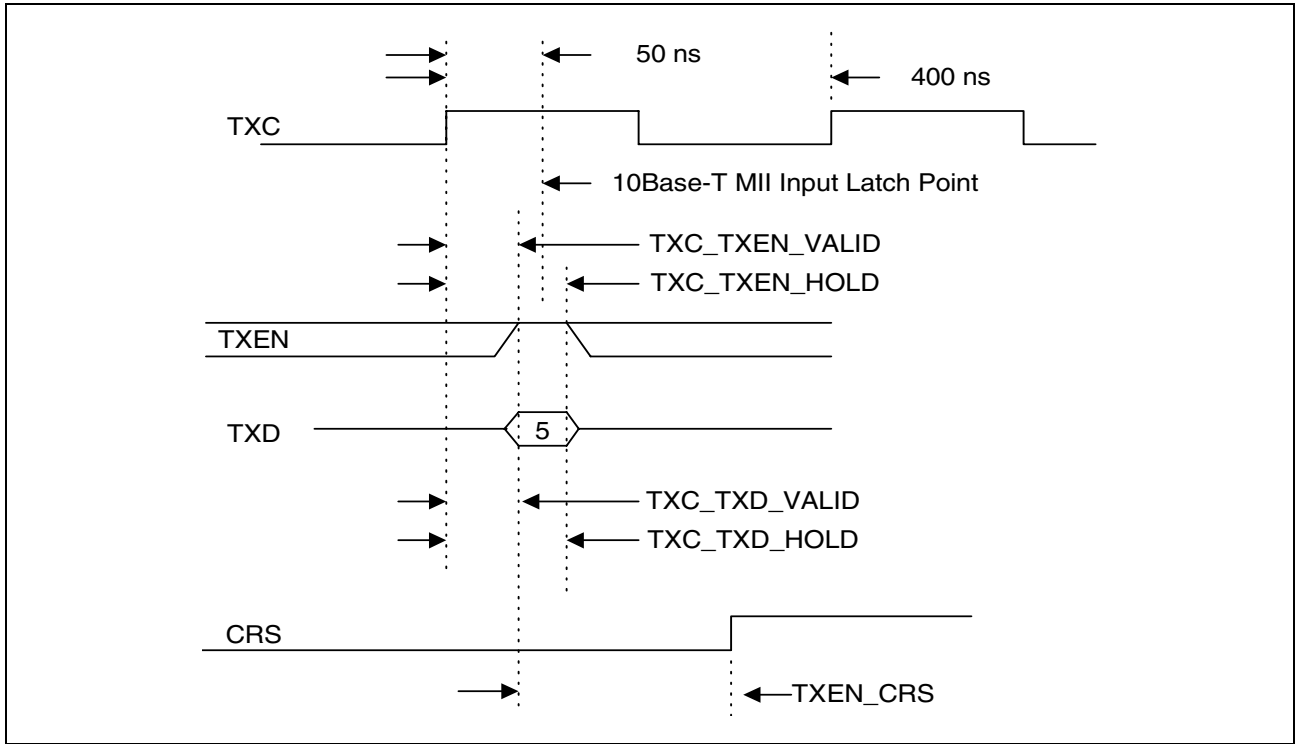 50 ns
400 ns
TXC
10Base-T MII Input Latch Point
TXC_TXEN_VALID
TXC_TXEN_HOLD
TXEN
TXD
5
TXC_TXD_VALID
TXC_TXD_HOLD
CRS
TXEN_CRS